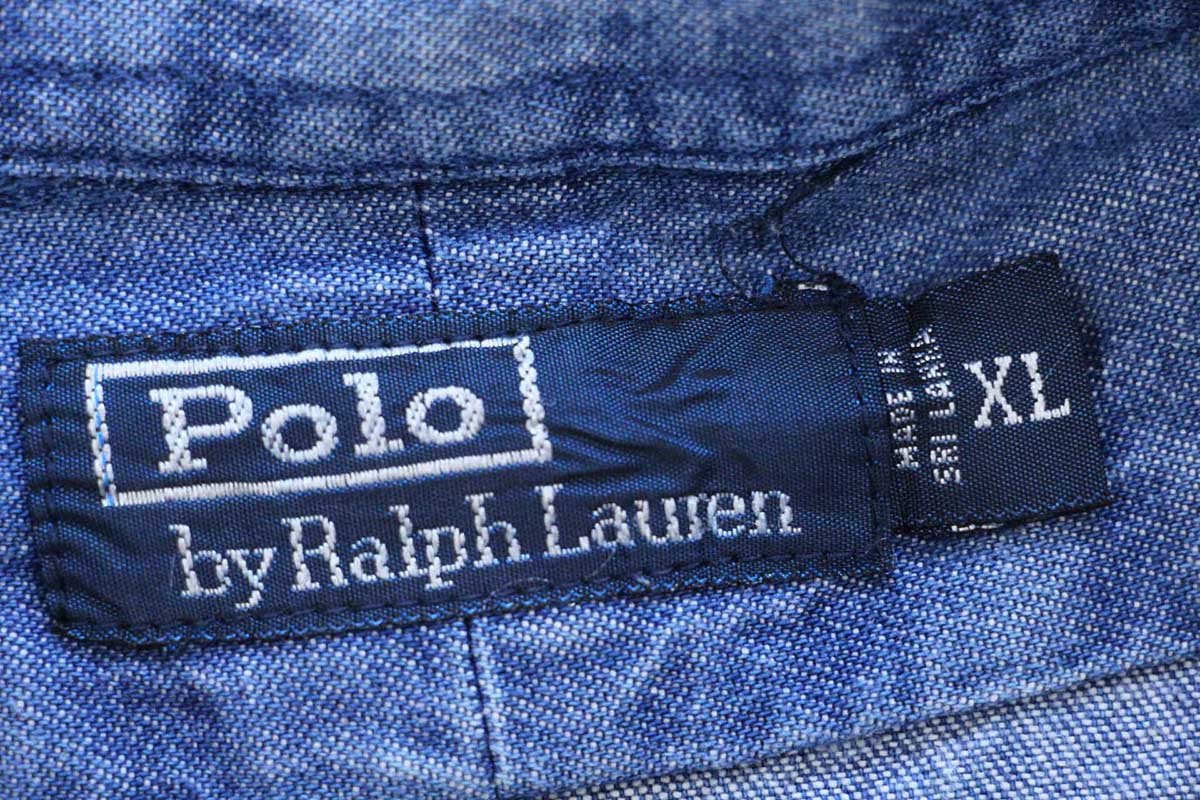 Polo
by Ralph Lauren
MADE IN
SRI LANKA
XL